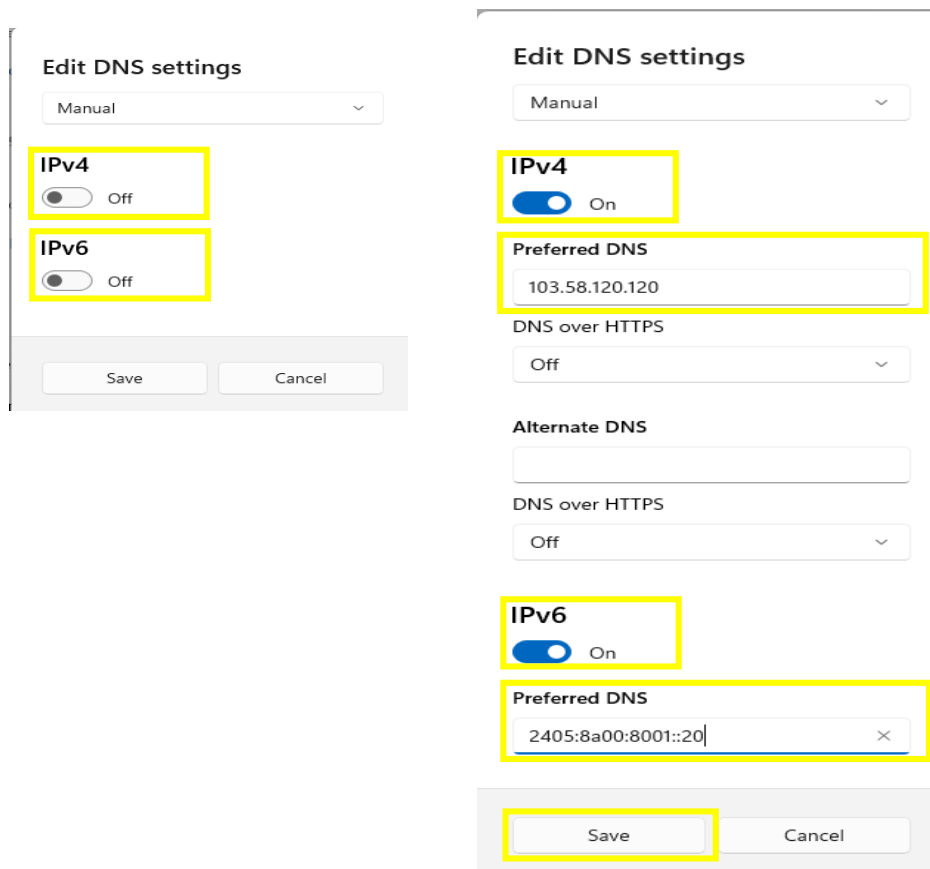 Edit DNS settings
Manual
IPv4
Off
IPv6
Off
Save Cancel
Edit DNS settings
Manual
IPv4
On
Preferred DNS
103.58.120.120
DNS over HTTPS
Off
Alternate DNS
DNS over HTTPS
Off
IPv6
On
Preferred DNS
2405:8a00:8001::20
Save Cancel